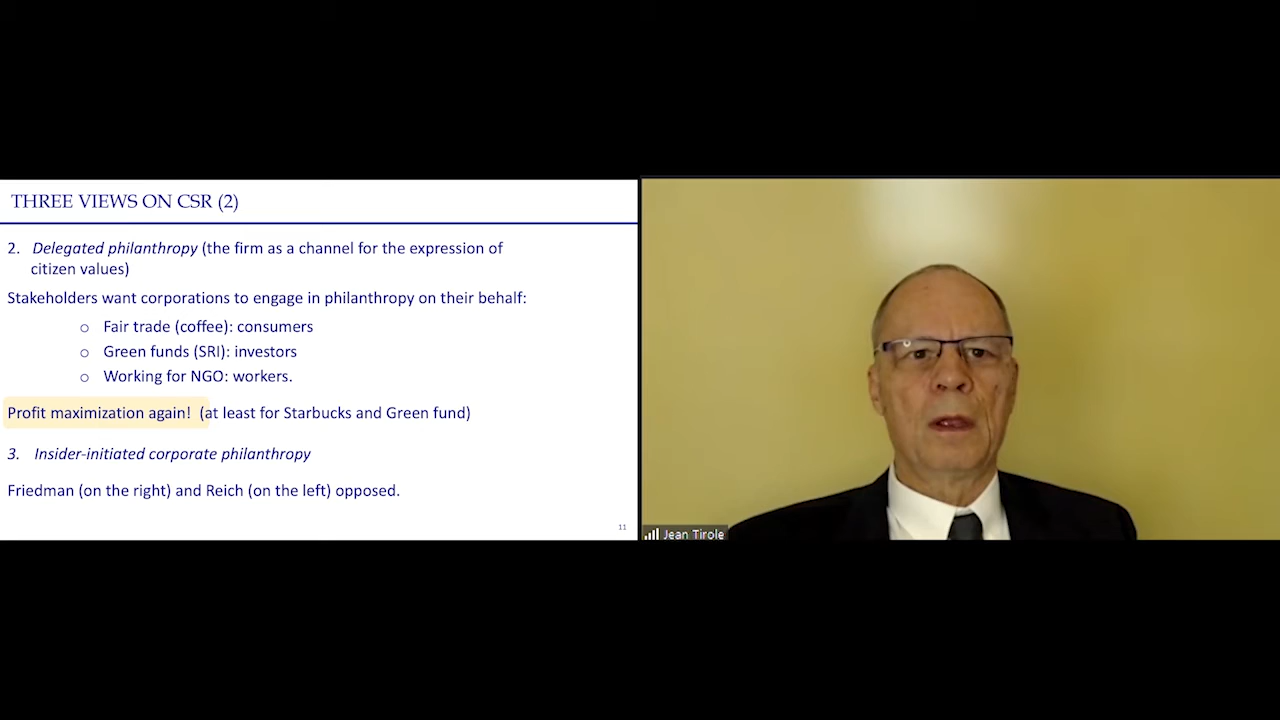 THREE VIEWS ON CSR (2)
2. Delegated philanthropy (the firm as a channel for the expression of
citizen values)
Stakeholders want corporations to engage in philanthropy on their behalf:
o Fair trade (coffee): consumers
o Green funds (SRI): investors
o Working for NGO: workers.
Profit maximization again! (at least for Starbucks and Green fund)
3. Insider-initiated corporate philanthropy
Friedman (on the right) and Reich (on the left) opposed.
11
Jean Tirole